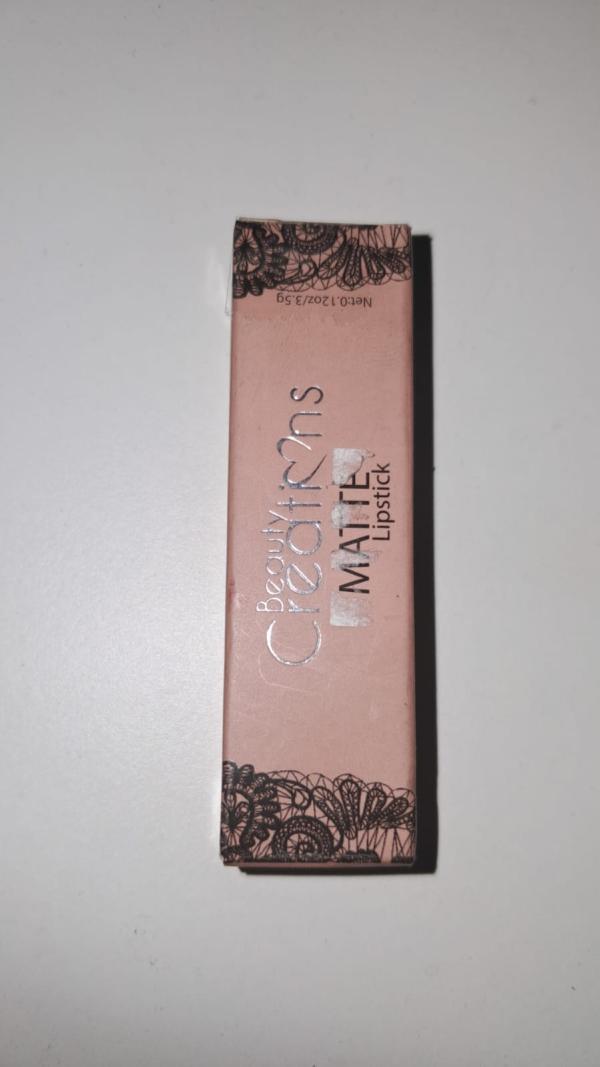 Beauty
Creations
MATTE
Lipstick
Net:0.12oz/3.5g